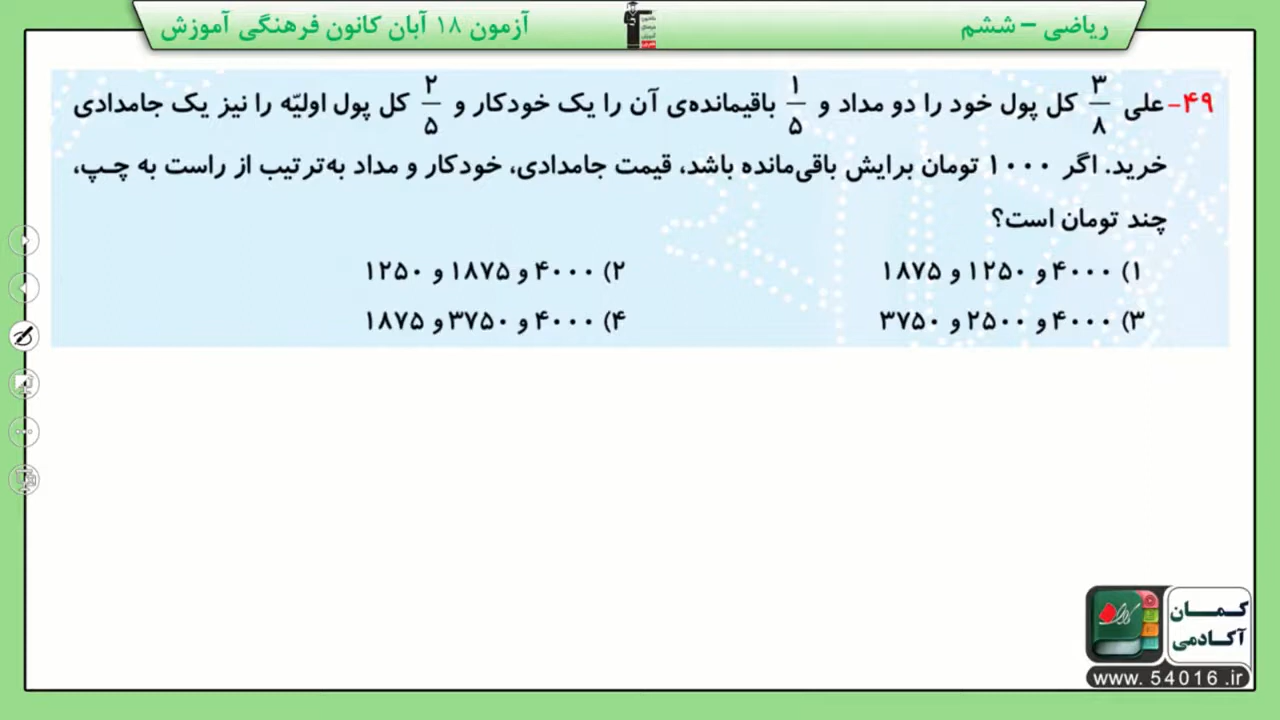 ریاضی – ششم
آزمون ۱۸ آبان کانون فرهنگی آموزش
۴۹- علی ۳/۸ کل پول خود را دو مداد و ۱/۵ باقیمانده‌ی آن را یک خودکار و ۲/۵ کل پول اولیّه را نیز یک جامدادی
خرید. اگر ۱۰۰۰ تومان برایش باقی‌مانده باشد، قیمت جامدادی، خودکار و مداد به‌ترتیب از راست به چپ،
چند تومان است؟
۱) ۴۰۰۰ و ۱۲۵۰ و ۱۸۷۵
۲) ۴۰۰۰ و ۱۸۷۵ و ۱۲۵۰
۳) ۴۰۰۰ و ۲۵۰۰ و ۳۷۵۰
۴) ۴۰۰۰ و ۳۷۵۰ و ۱۸۷۵
کمان
آکادمی
www. 54016 .ir